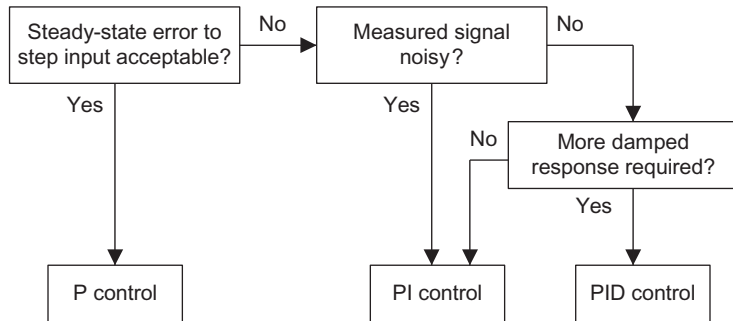 Steady-state error to
step input acceptable?
No
Measured signal
noisy?
No
Yes
Yes
No
More damped
response required?
Yes
P control
PI control
PID control